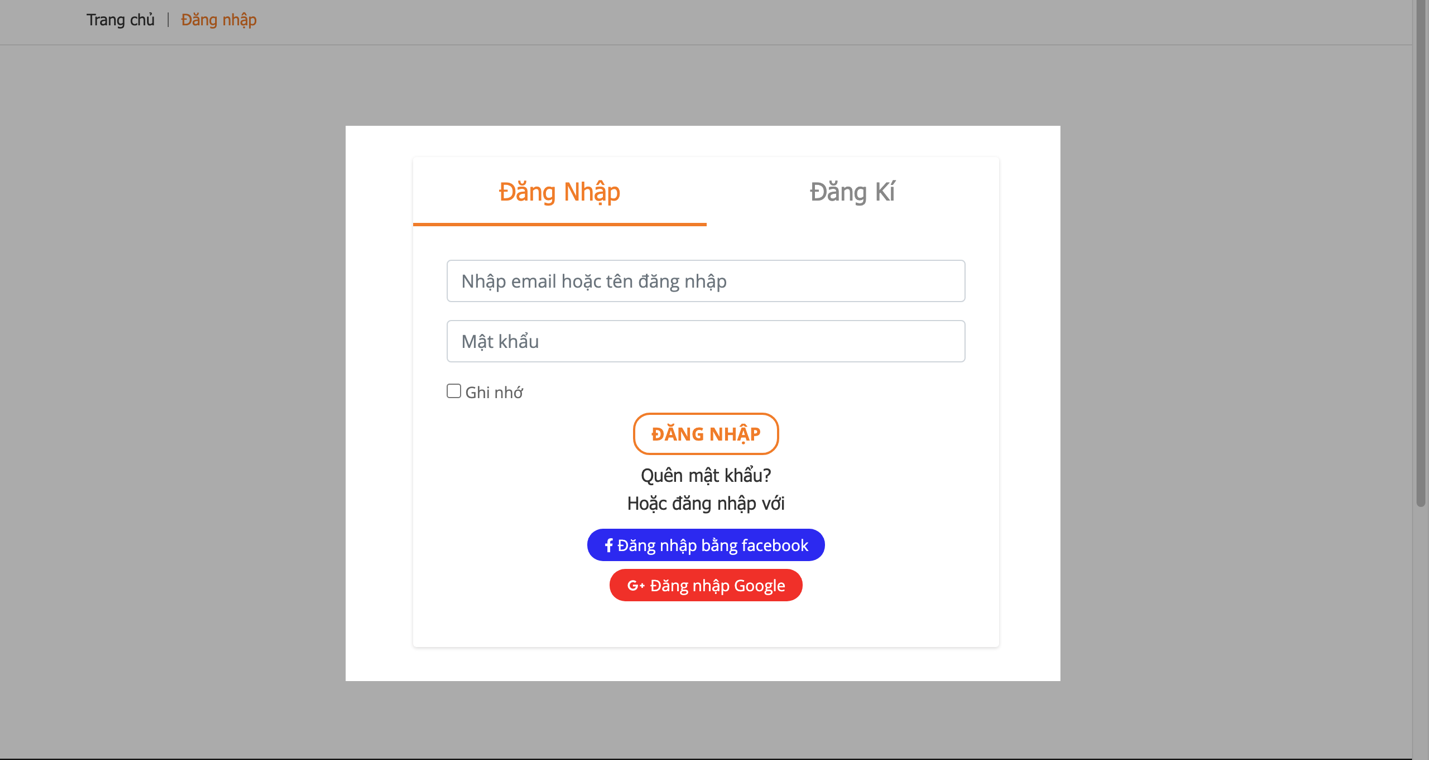 Trang chủ | Đăng nhập
Đăng Nhập
Đăng Kí
Nhập email hoặc tên đăng nhập
Mật khẩu
Ghi nhớ
ĐĂNG NHẬP
Quên mật khẩu?
Hoặc đăng nhập với
Đăng nhập bằng facebook
G+ Đăng nhập Google